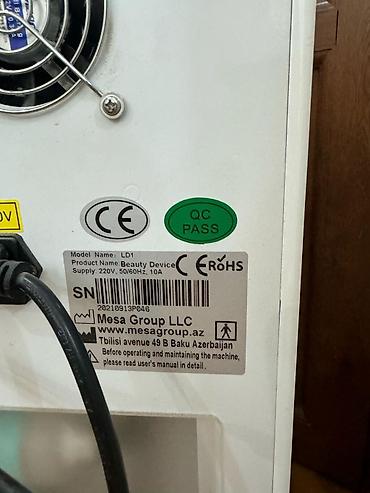 0V
CE
QC
PASS
Model Name: LD1
Product Name: Beauty Device
Supply: 220V, 50/60Hz, 10A
CE RoHS
SN
20210913P046
Mesa Group LLC
www.mesagroup.az
Tbilisi avenue 49 B Baku Azerbaijan
Before operating and maintaining the machine,
please read user's manual in detail.